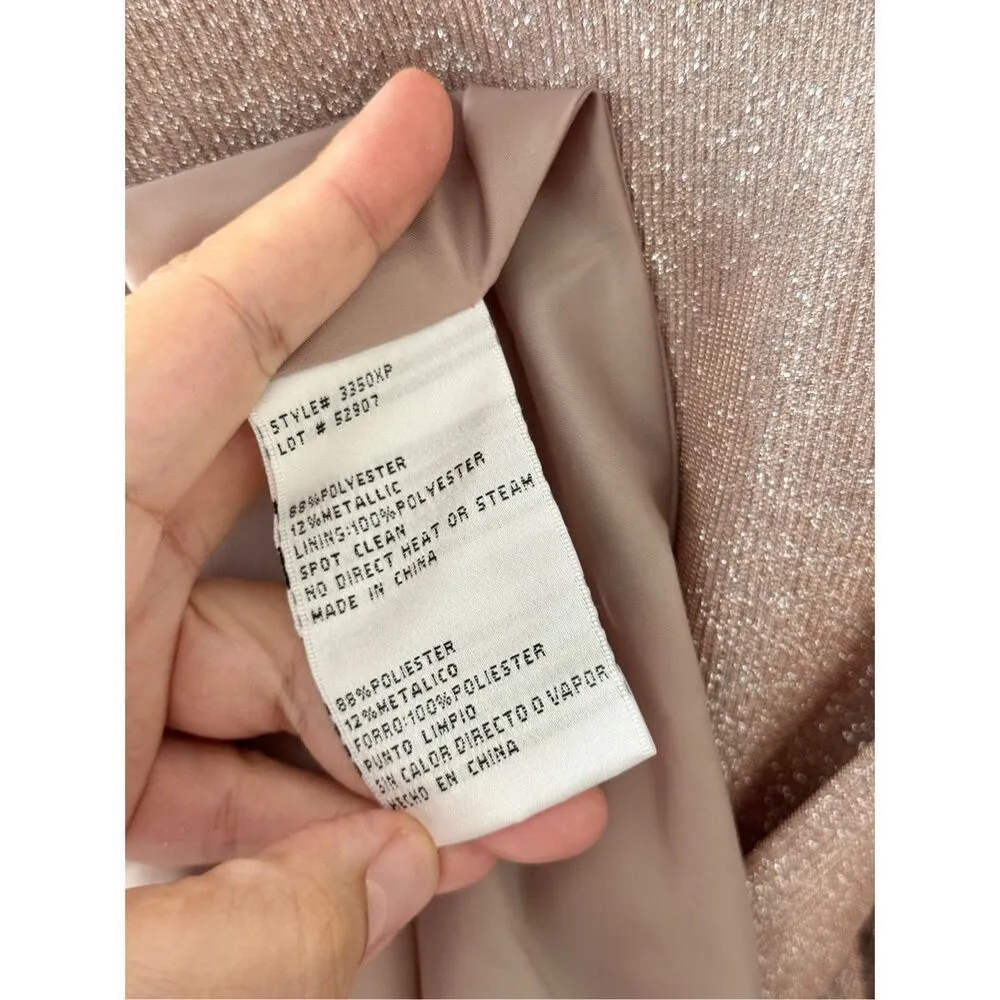 STYLE# 3350XP
LOT # 52907
88%POLYESTER
12%METALLIC
LINING:100%POLYESTER
SPOT CLEAN
NO DIRECT HEAT OR STEAM
MADE IN CHINA
88%POLIESTER
12%METALICO
FORRO:100%POLIESTER
PUNTO LIMPIO
SIN CALOR DIRECTO O VAPOR
HECHO EN CHINA